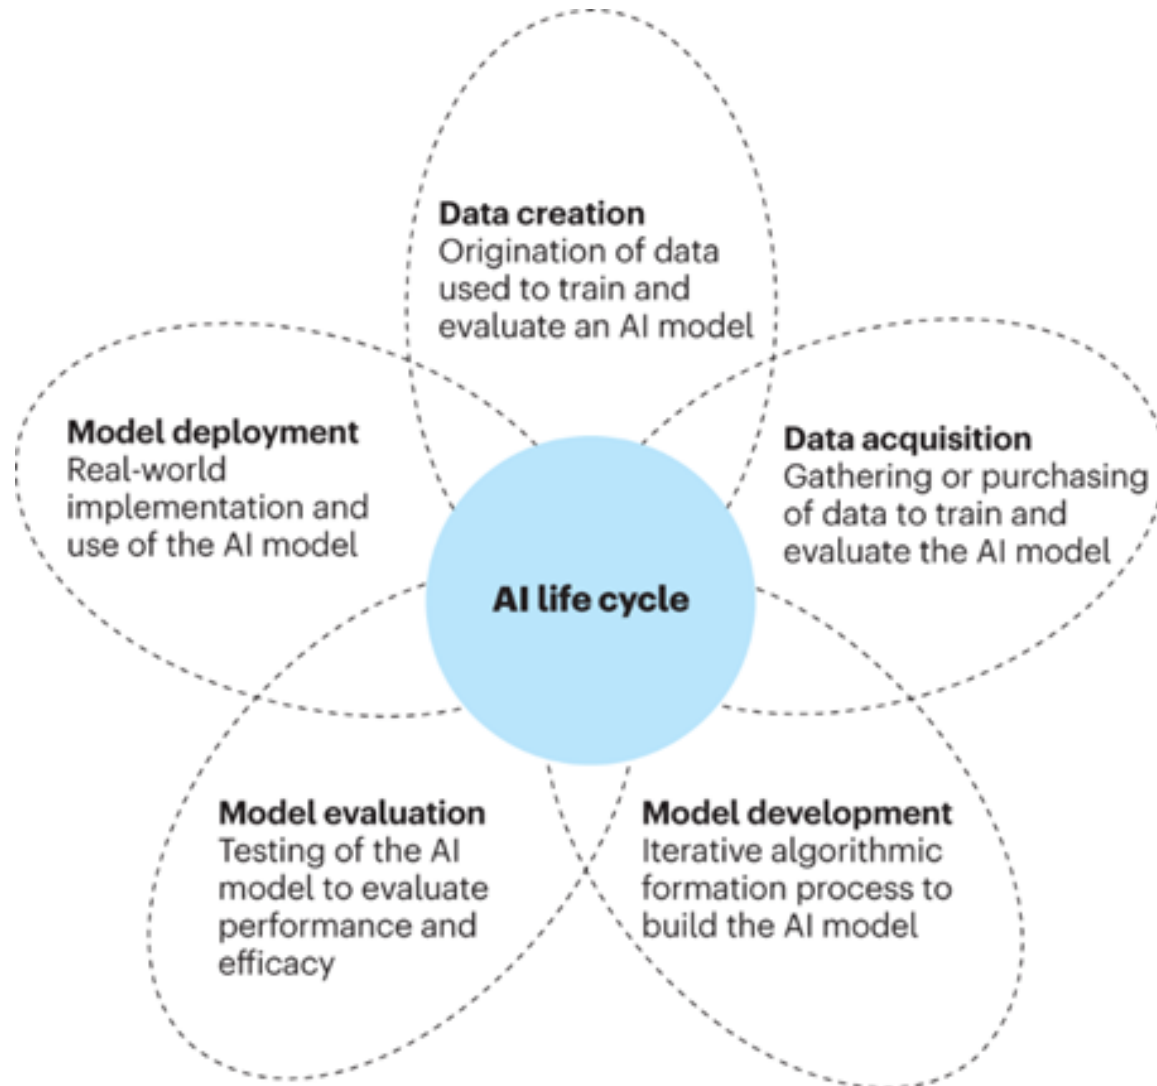 Data creation
Origination of data
used to train and
evaluate an AI model
Data acquisition
Gathering or purchasing
of data to train and
evaluate the AI model
Model development
Iterative algorithmic
formation process to
build the AI model
Model evaluation
Testing of the AI
model to evaluate
performance and
efficacy
Model deployment
Real-world
implementation and
use of the AI model
AI life cycle